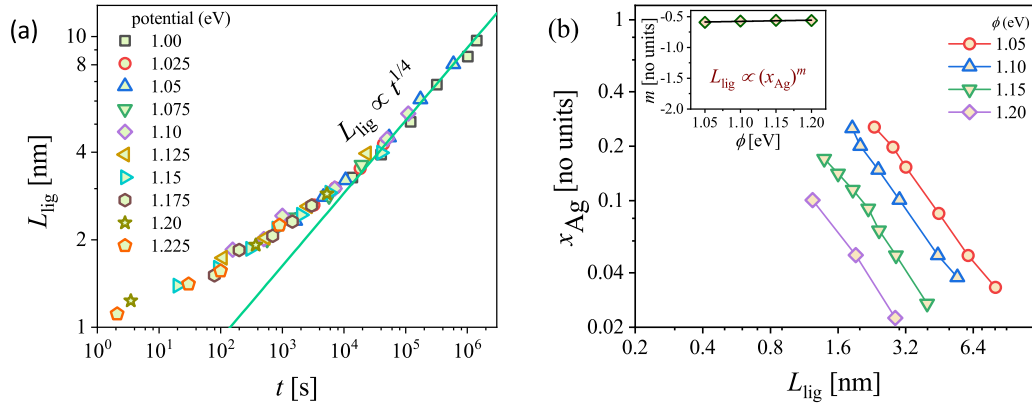 (a)
potential (eV)
1.00
1.025
1.05
1.075
1.10
1.125
1.15
1.175
1.20
1.225
L_lig ∝ t^1/4
10
8
6
4
2
1
L_lig [nm]
10^0 10^1 10^2 10^3 10^4 10^5 10^6
t [s]
(b)
ϕ (eV)
1.05
1.10
1.15
1.20
1
0.4
0.2
0.1
0.04
0.02
x_Ag [no units]
0.2 0.4 0.8 1.6 3.2 6.4
L_lig [nm]
0.0
-0.5
-1.0
-1.5
-2.0
m [no units]
L_lig ∝ (x_Ag)^m
1.05 1.10 1.15 1.20
ϕ [eV]